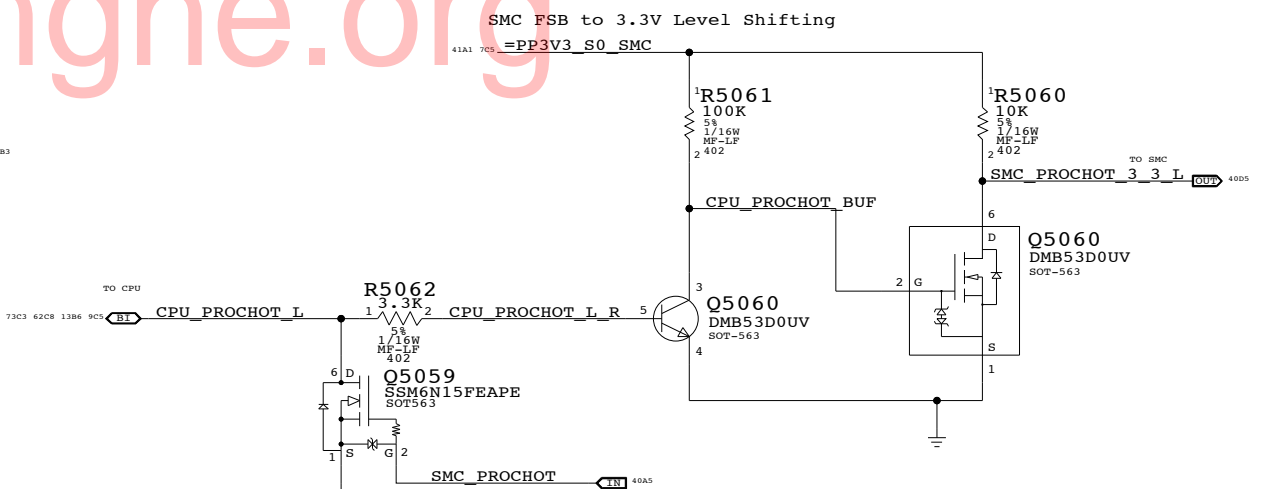 ngne.org
SMC FSB to 3.3V Level Shifting
41A1 7C5 =PP3V3_S0_SMC
1 R5061
100K
5%
1/16W
MF-LF
2 402
1 R5060
10K
5%
1/16W
MF-LF
2 402
B3
TO SMC
SMC_PROCHOT_3_3_L OUT 40D5
CPU_PROCHOT_BUF
6
D
Q5060
DMB53D0UV
SOT-563
2 G
S
1
TO CPU
73C3 62C8 13B6 9C5 BI CPU_PROCHOT_L
R5062
3.3K
1 2
5%
1/16W
MF-LF
402
CPU_PROCHOT_L_R 5
3
Q5060
DMB53D0UV
SOT-563
4
6 D
Q5059
SSM6N15FEAPE
SOT563
1 S G 2
SMC_PROCHOT IN 40A5